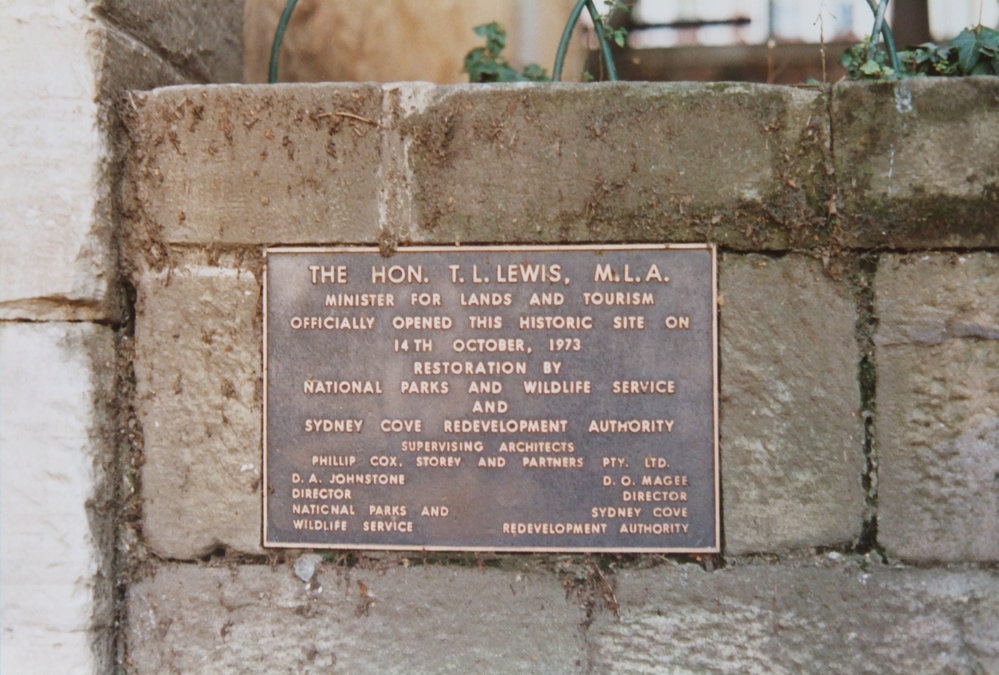 THE HON. T. L. LEWIS, M.L.A.
MINISTER FOR LANDS AND TOURISM
OFFICIALLY OPENED THIS HISTORIC SITE ON
14TH OCTOBER, 1973
RESTORATION BY
NATIONAL PARKS AND WILDLIFE SERVICE
AND
SYDNEY COVE REDEVELOPMENT AUTHORITY
SUPERVISING ARCHITECTS
PHILLIP COX. STOREY AND PARTNERS PTY. LTD.
D. A. JOHNSTONE
DIRECTOR
NATIONAL PARKS AND
WILDLIFE SERVICE
D. O. MAGEE
DIRECTOR
SYDNEY COVE
REDEVELOPMENT AUTHORITY